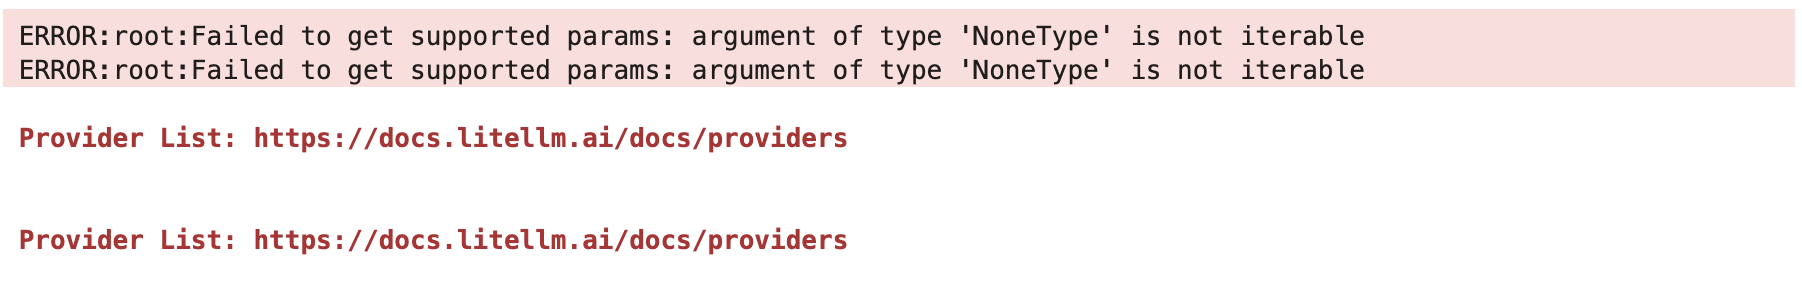 ERROR:root:Failed to get supported params: argument of type 'NoneType' is not iterable
ERROR:root:Failed to get supported params: argument of type 'NoneType' is not iterable
Provider List: https://docs.litellm.ai/docs/providers
Provider List: https://docs.litellm.ai/docs/providers